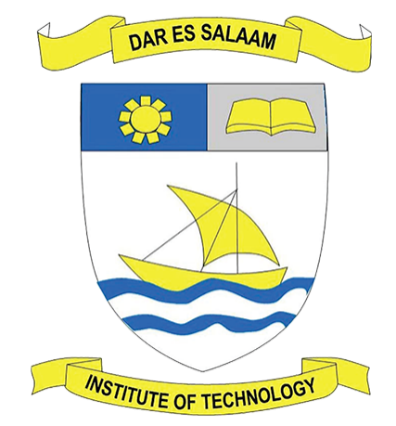 DAR ES SALAAM
INSTITUTE OF TECHNOLOGY